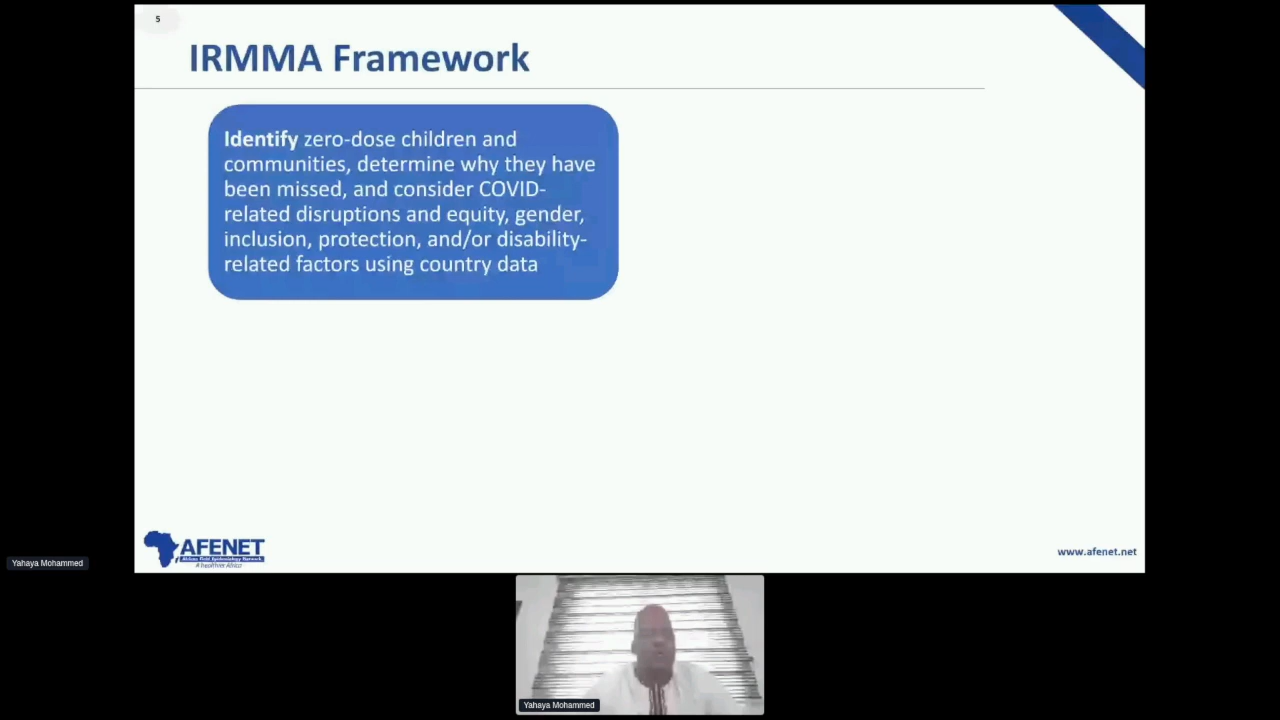 5
IRMMA Framework
Identify zero-dose children and
communities, determine why they have
been missed, and consider COVID-
related disruptions and equity, gender,
inclusion, protection, and/or disability-
related factors using country data
AFENET
African Field Epidemiology Network
A healthier Africa
www.afenet.net
Yahaya Mohammed
Yahaya Mohammed